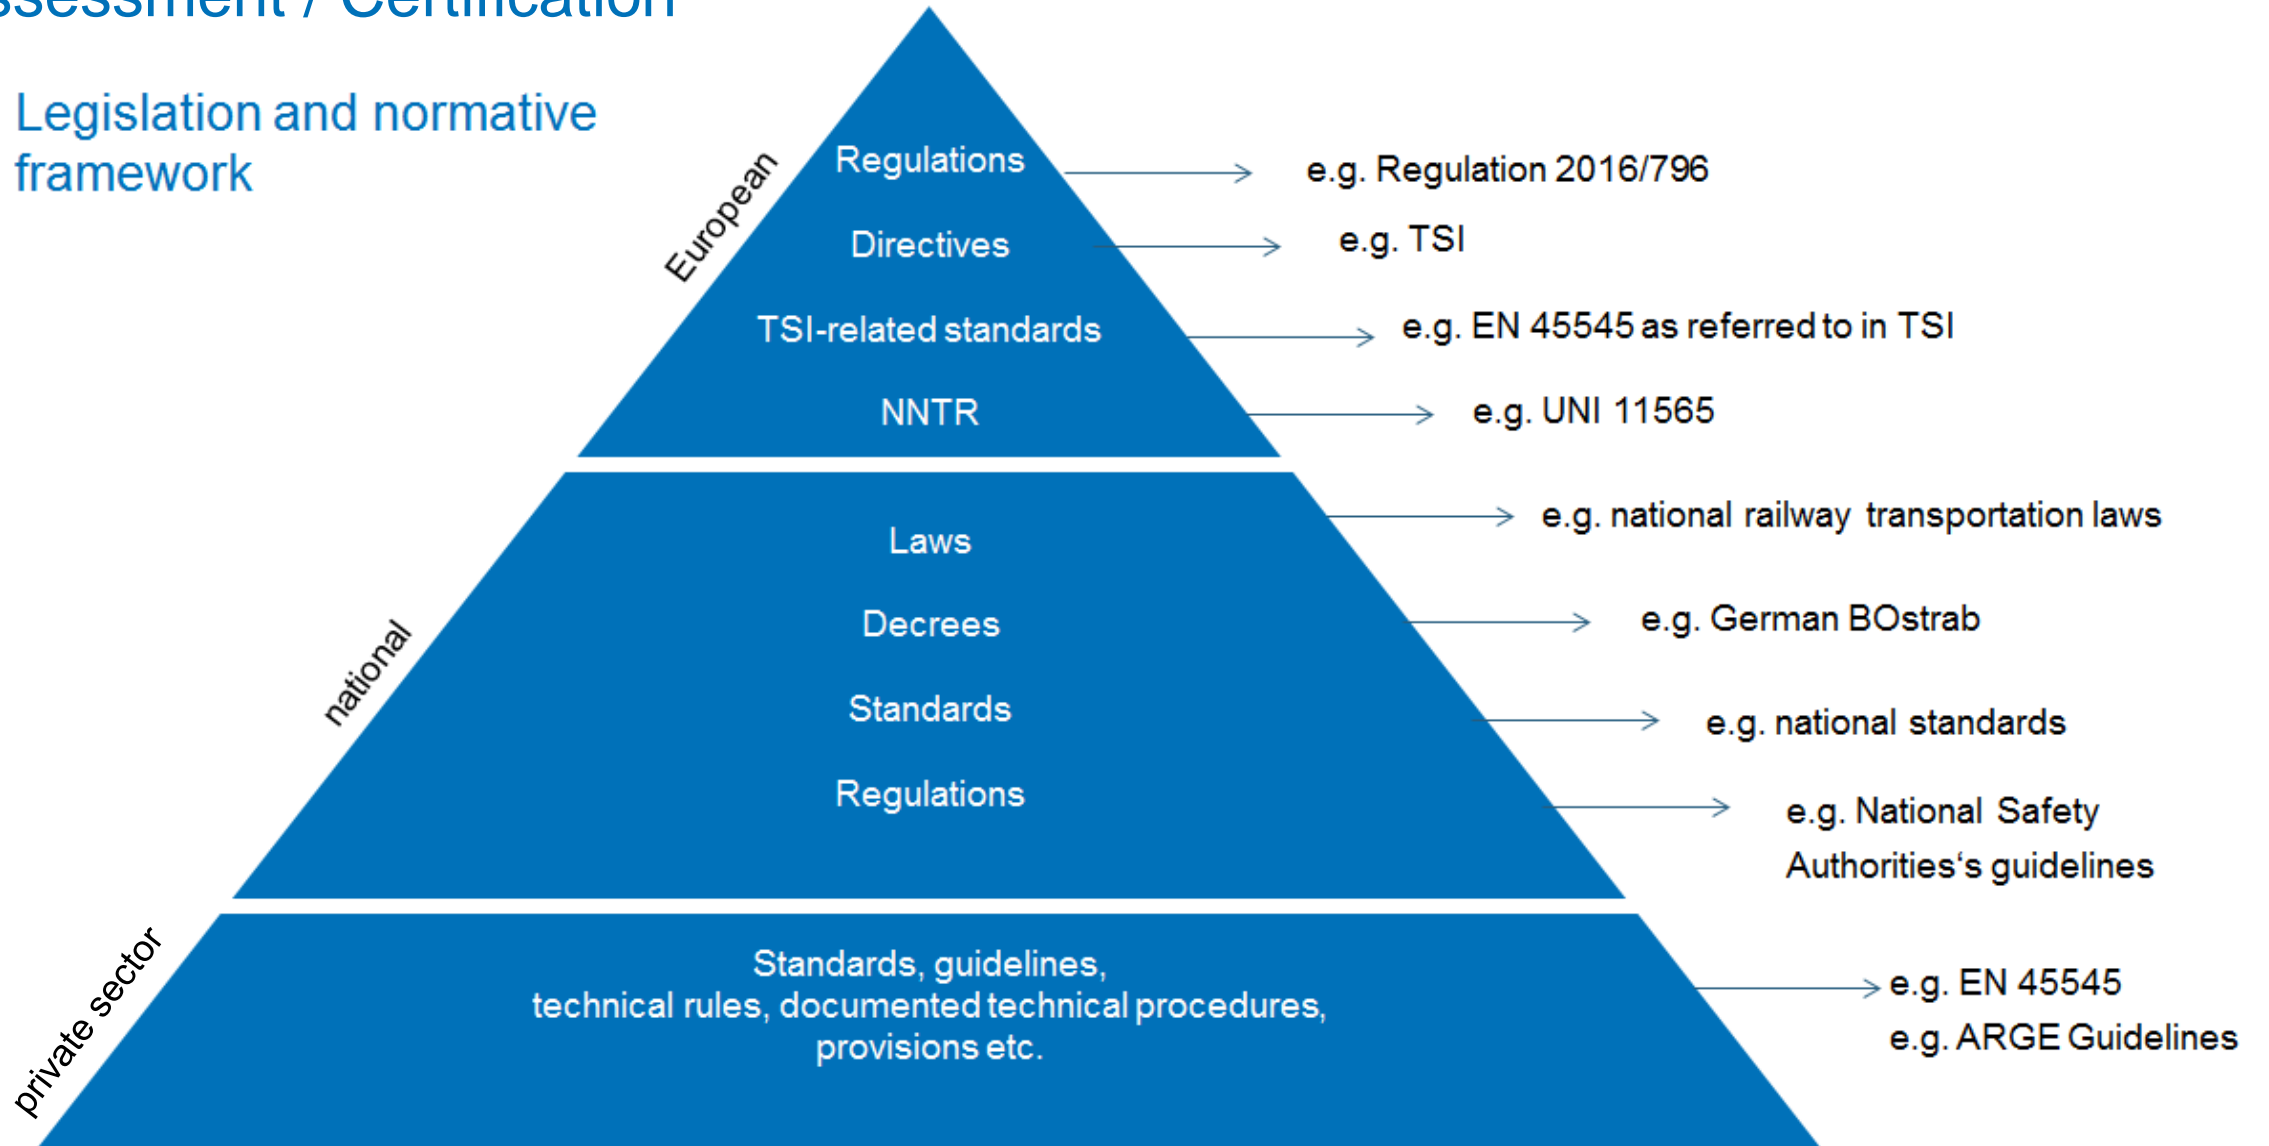 ssessment / Certification
Legislation and normative
framework
European
Regulations
e.g. Regulation 2016/796
Directives
e.g. TSI
TSI-related standards
e.g. EN 45545 as referred to in TSI
NNTR
e.g. UNI 11565
national
Laws
e.g. national railway transportation laws
Decrees
e.g. German BOstrab
Standards
e.g. national standards
Regulations
e.g. National Safety
Authorities‘s guidelines
private sector
Standards, guidelines,
technical rules, documented technical procedures,
provisions etc.
e.g. EN 45545
e.g. ARGE Guidelines